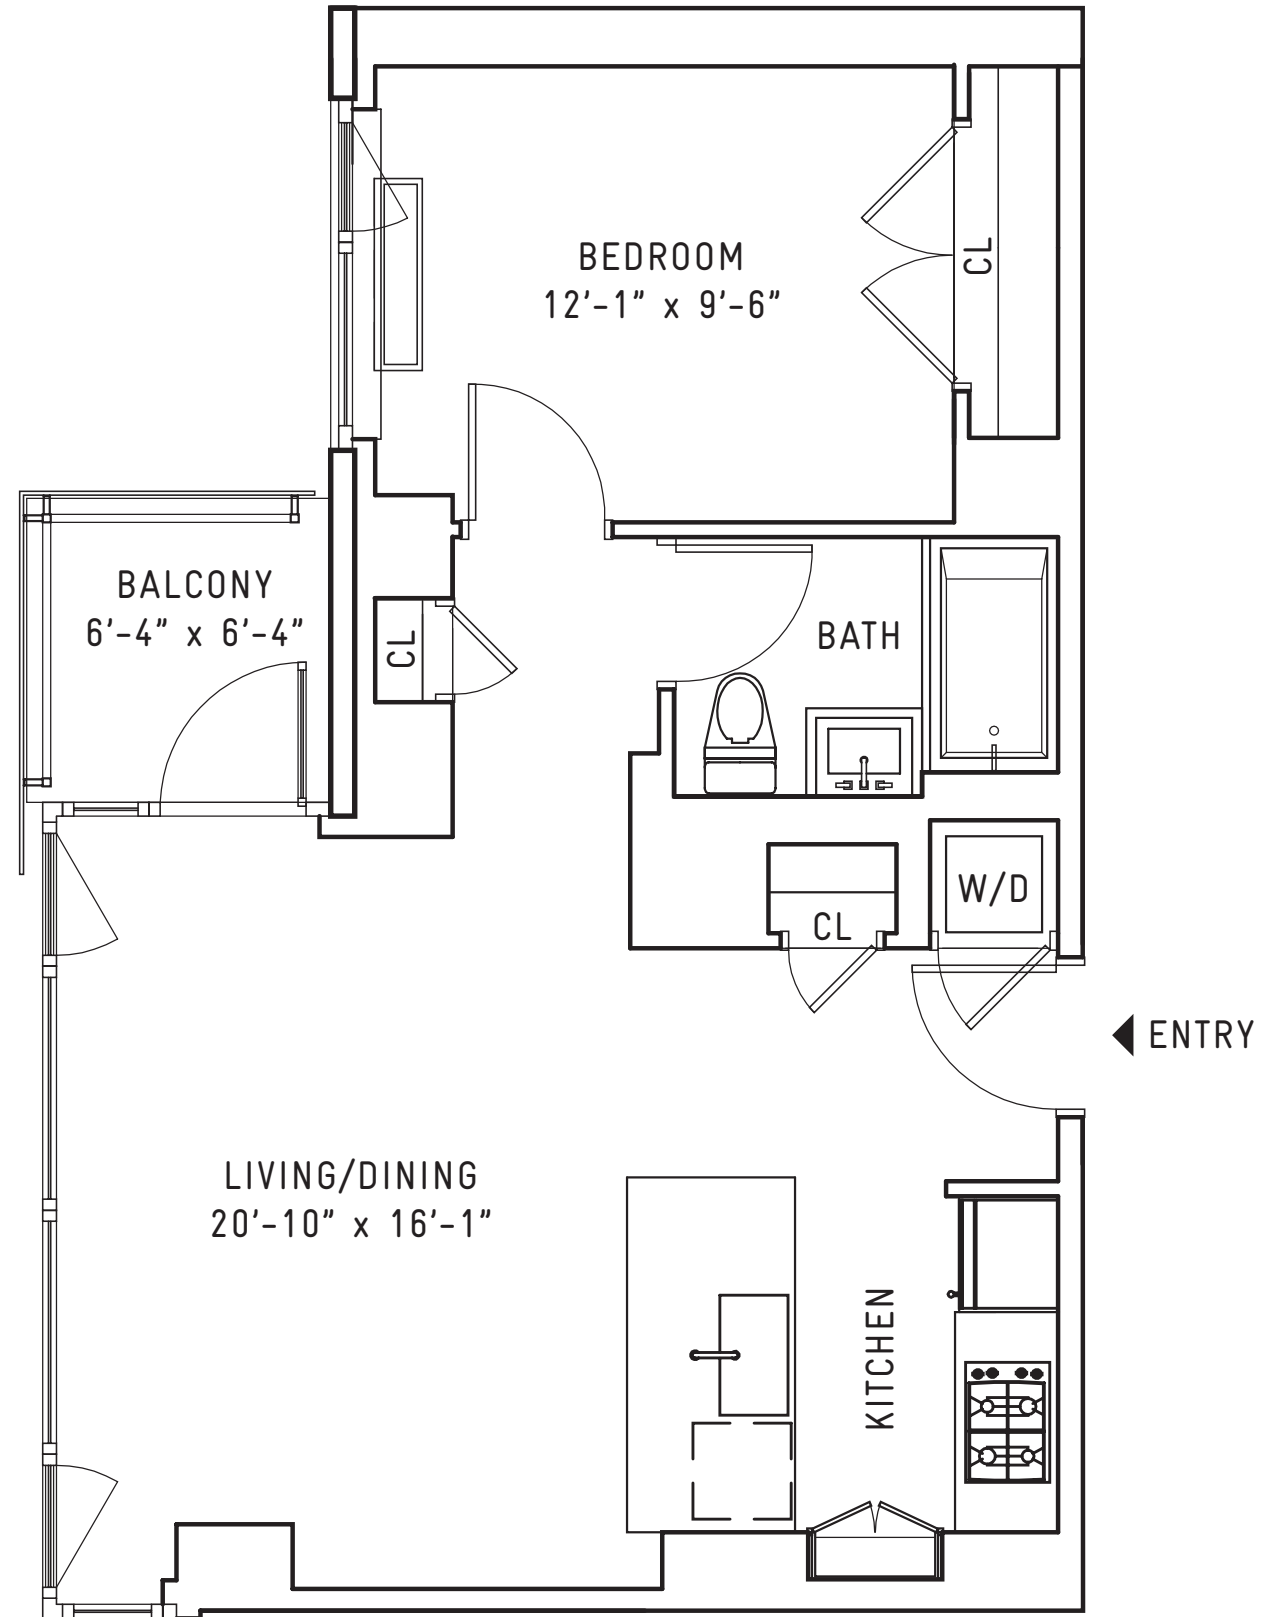 BEDROOM
12'-1" x 9'-6"
CL
BALCONY
6'-4" x 6'-4"
CL
BATH
W/D
CL
ENTRY
LIVING/DINING
20'-10" x 16'-1"
KITCHEN